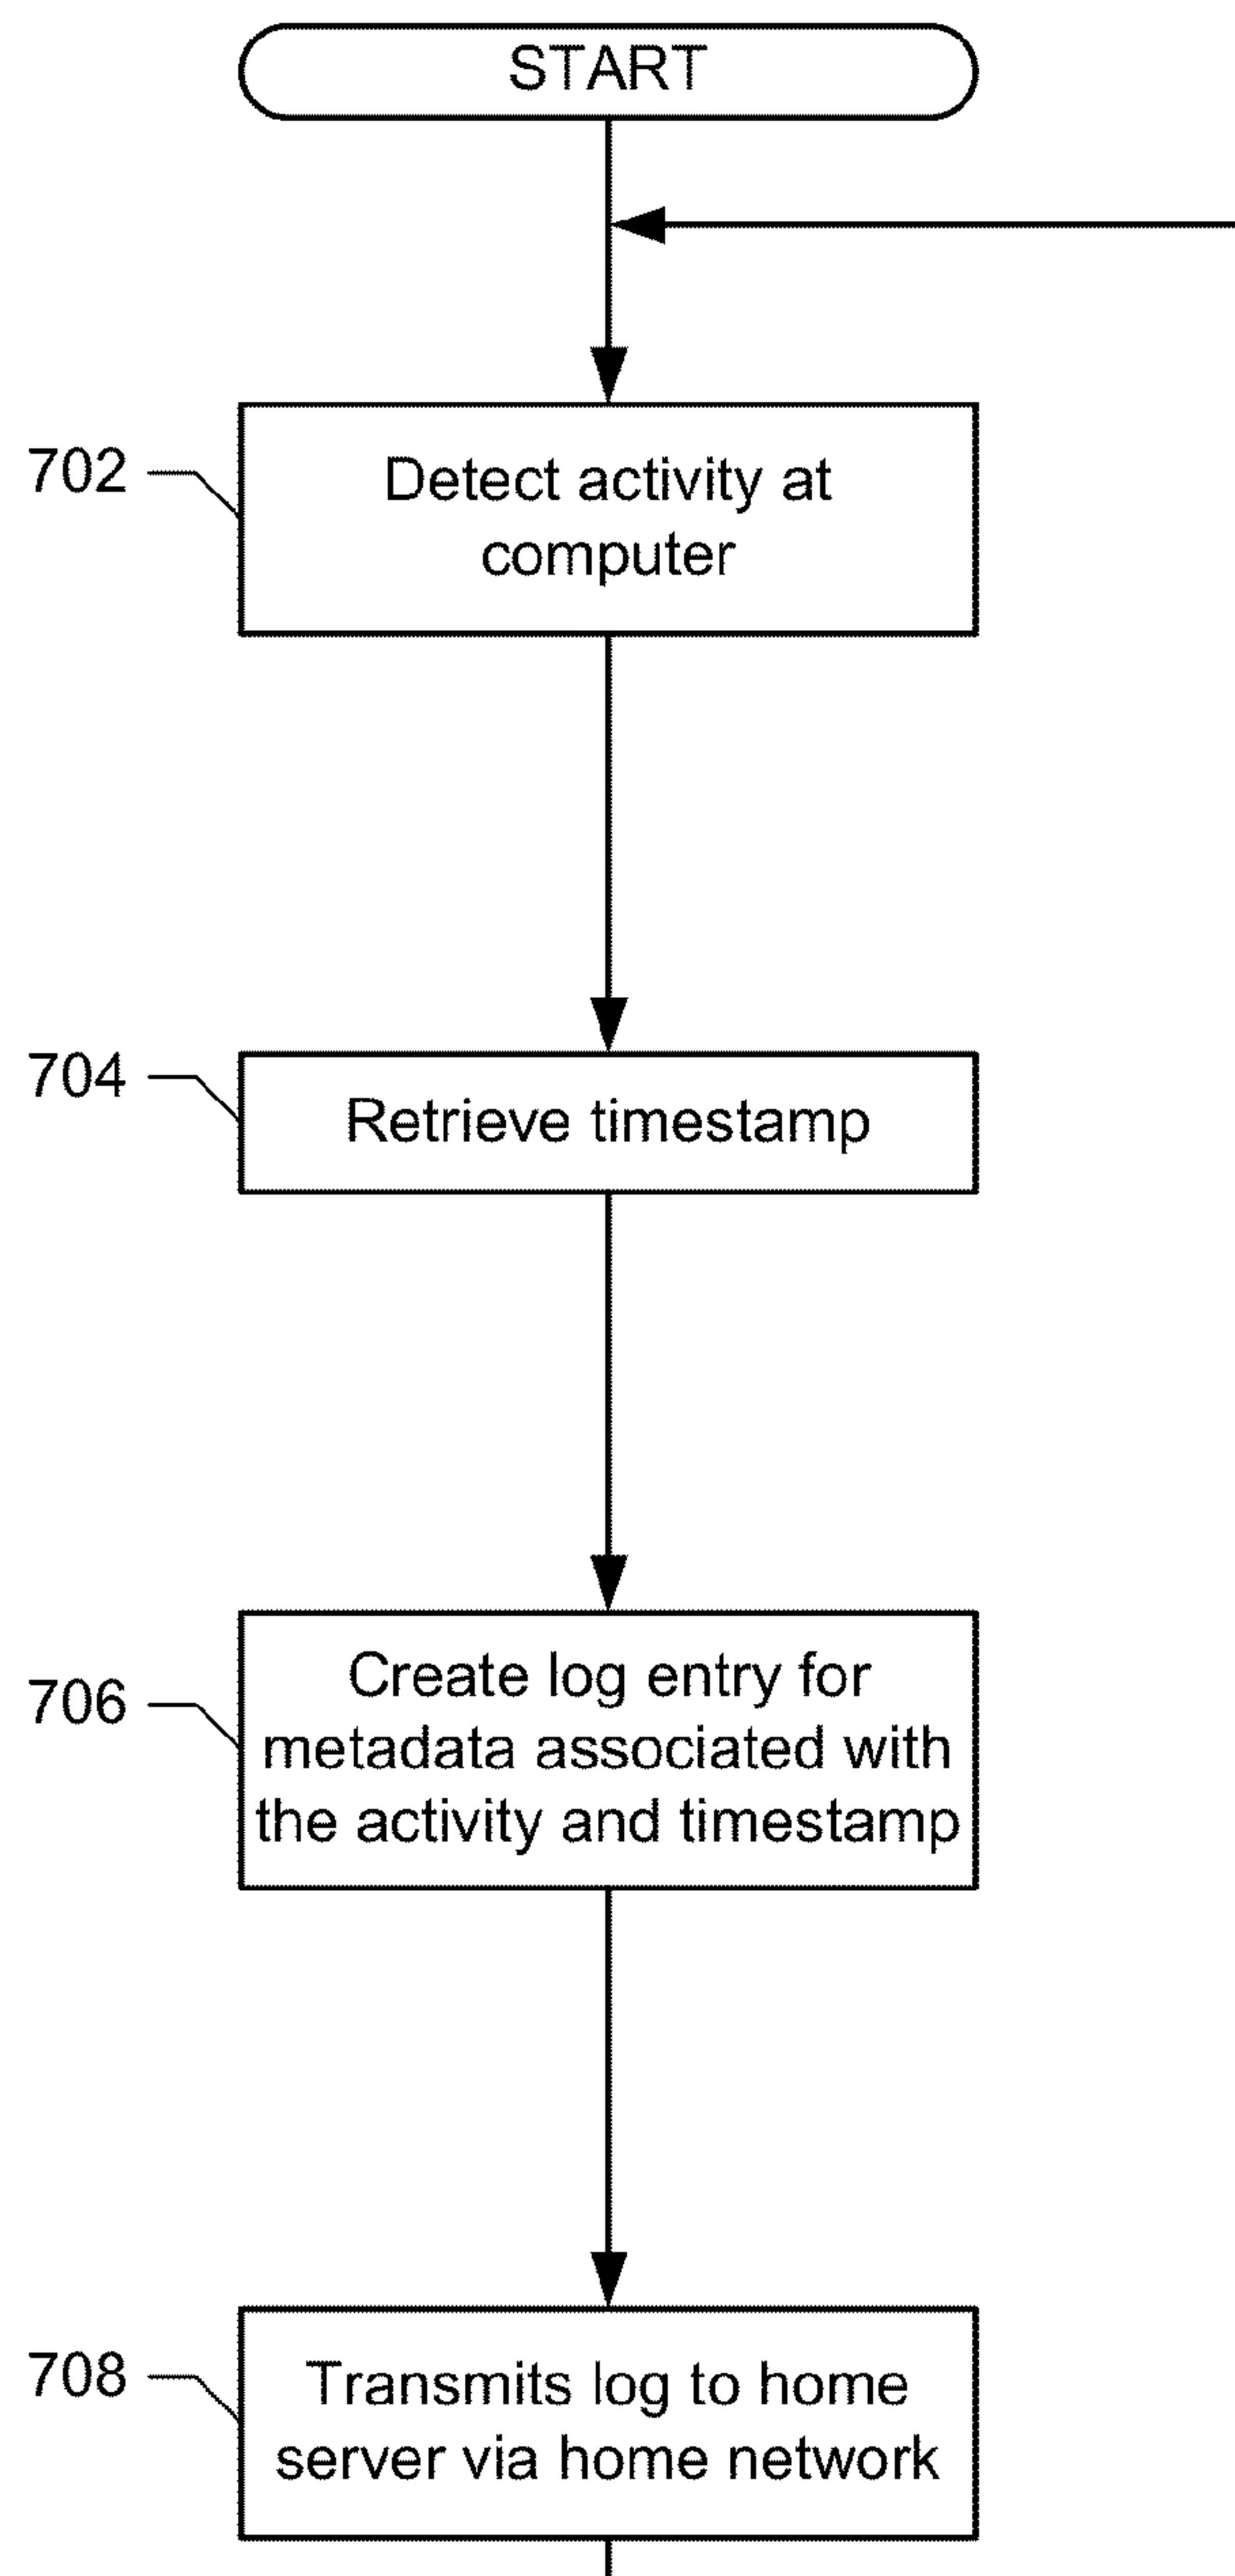 START
702
Detect activity at
computer
704
Retrieve timestamp
706
Create log entry for
metadata associated with
the activity and timestamp
708
Transmits log to home
server via home network